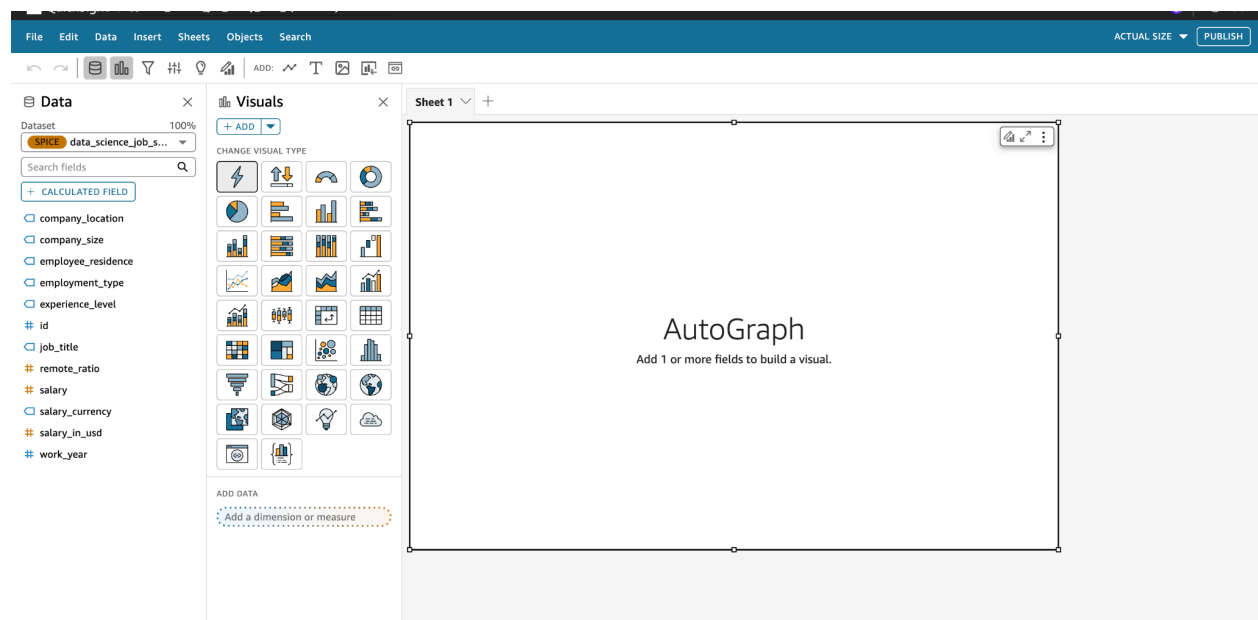 File Edit Data Insert Sheets Objects Search ACTUAL SIZE PUBLISH
ADD:
Data
Dataset 100%
SPICE data_science_job_s...
Search fields
+ CALCULATED FIELD
company_location
company_size
employee_residence
employment_type
experience_level
id
job_title
remote_ratio
salary
salary_currency
salary_in_usd
work_year
Visuals
+ ADD
CHANGE VISUAL TYPE
ADD DATA
Add a dimension or measure
Sheet 1
AutoGraph
Add 1 or more fields to build a visual.